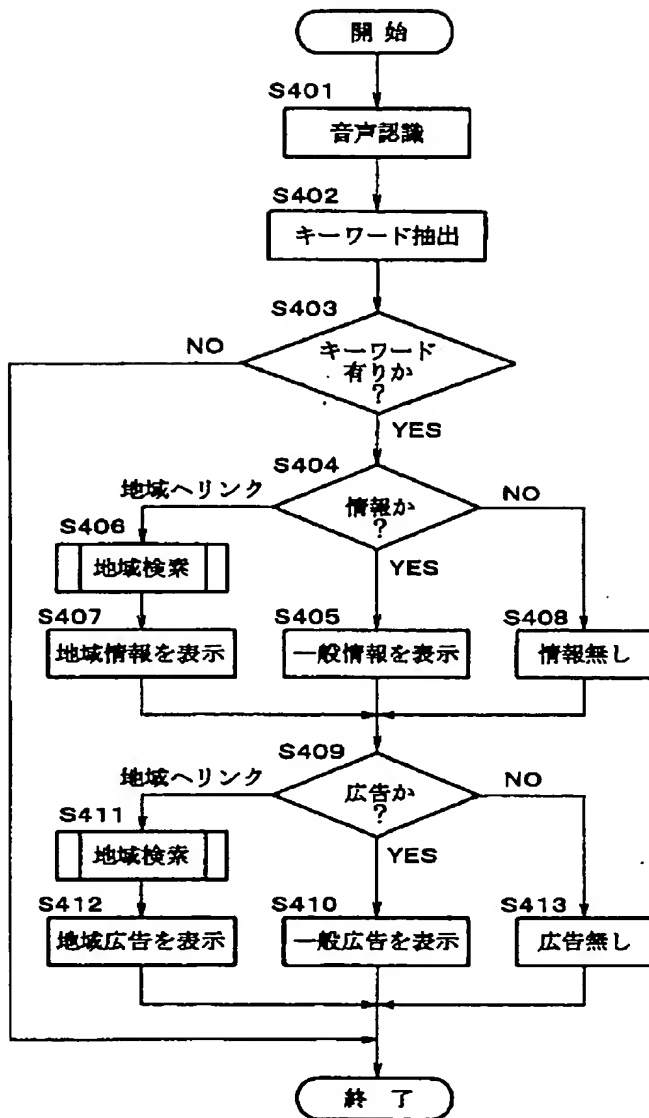 開 始
S401
音声認識
S402
キーワード抽出
S403
NO
キーワード
有りか
?
YES
S404
地域へリンク
情報か
?
NO
S406
地域検索
YES
S407
地域情報を表示
S405
一般情報を表示
S408
情報無し
S409
地域へリンク
広告か
?
NO
S411
地域検索
YES
S412
地域広告を表示
S410
一般広告を表示
S413
広告無し
終 了